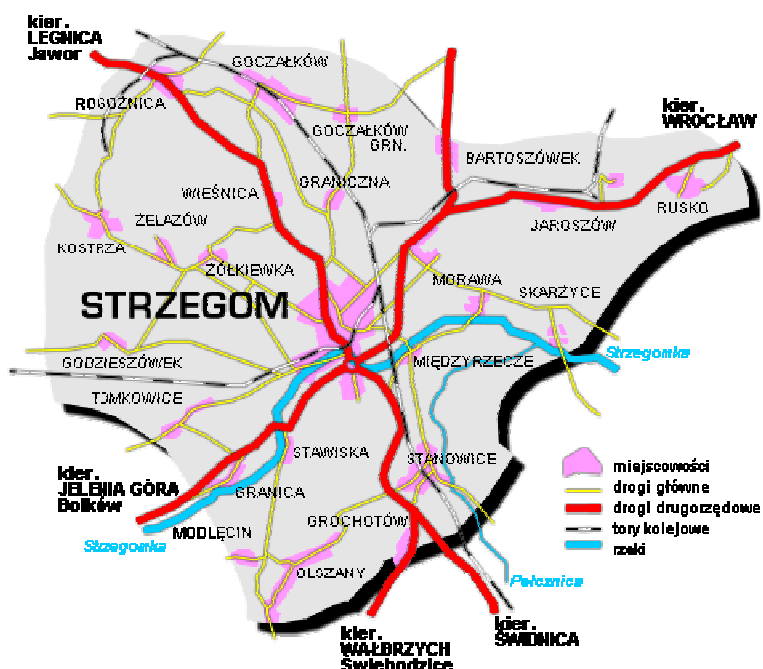 kier.
LEGNICA
Jawor
GOCZAŁKÓW
ROGOŹNICA
kier.
WROCŁAW
GOCZAŁKÓW
GRN.
BARTOSZÓWEK
GRANICZNA
WIEŚNICA
RUSKO
ŻELAZÓW
JAROSZÓW
KOSTRZA
ŻÓŁKIEWKA
MORAWA
SKARŻYCE
STRZEGOM
Strzegomka
GODZIESZÓWEK
MIĘDZYRZECZE
TOMKOWICE
STAWISKA
STANOWICE
kier.
JELENIA GÓRA
Bolków
GRANICA
GROCHOTÓW
MODLĘCIN
Strzegomka
OLSZANY
Pełcznica
kier.
WAŁBRZYCH
Świebodzice
kier.
ŚWIDNICA
miejscowości
drogi główne
drogi drugorzędowe
tory kolejowe
rzeki